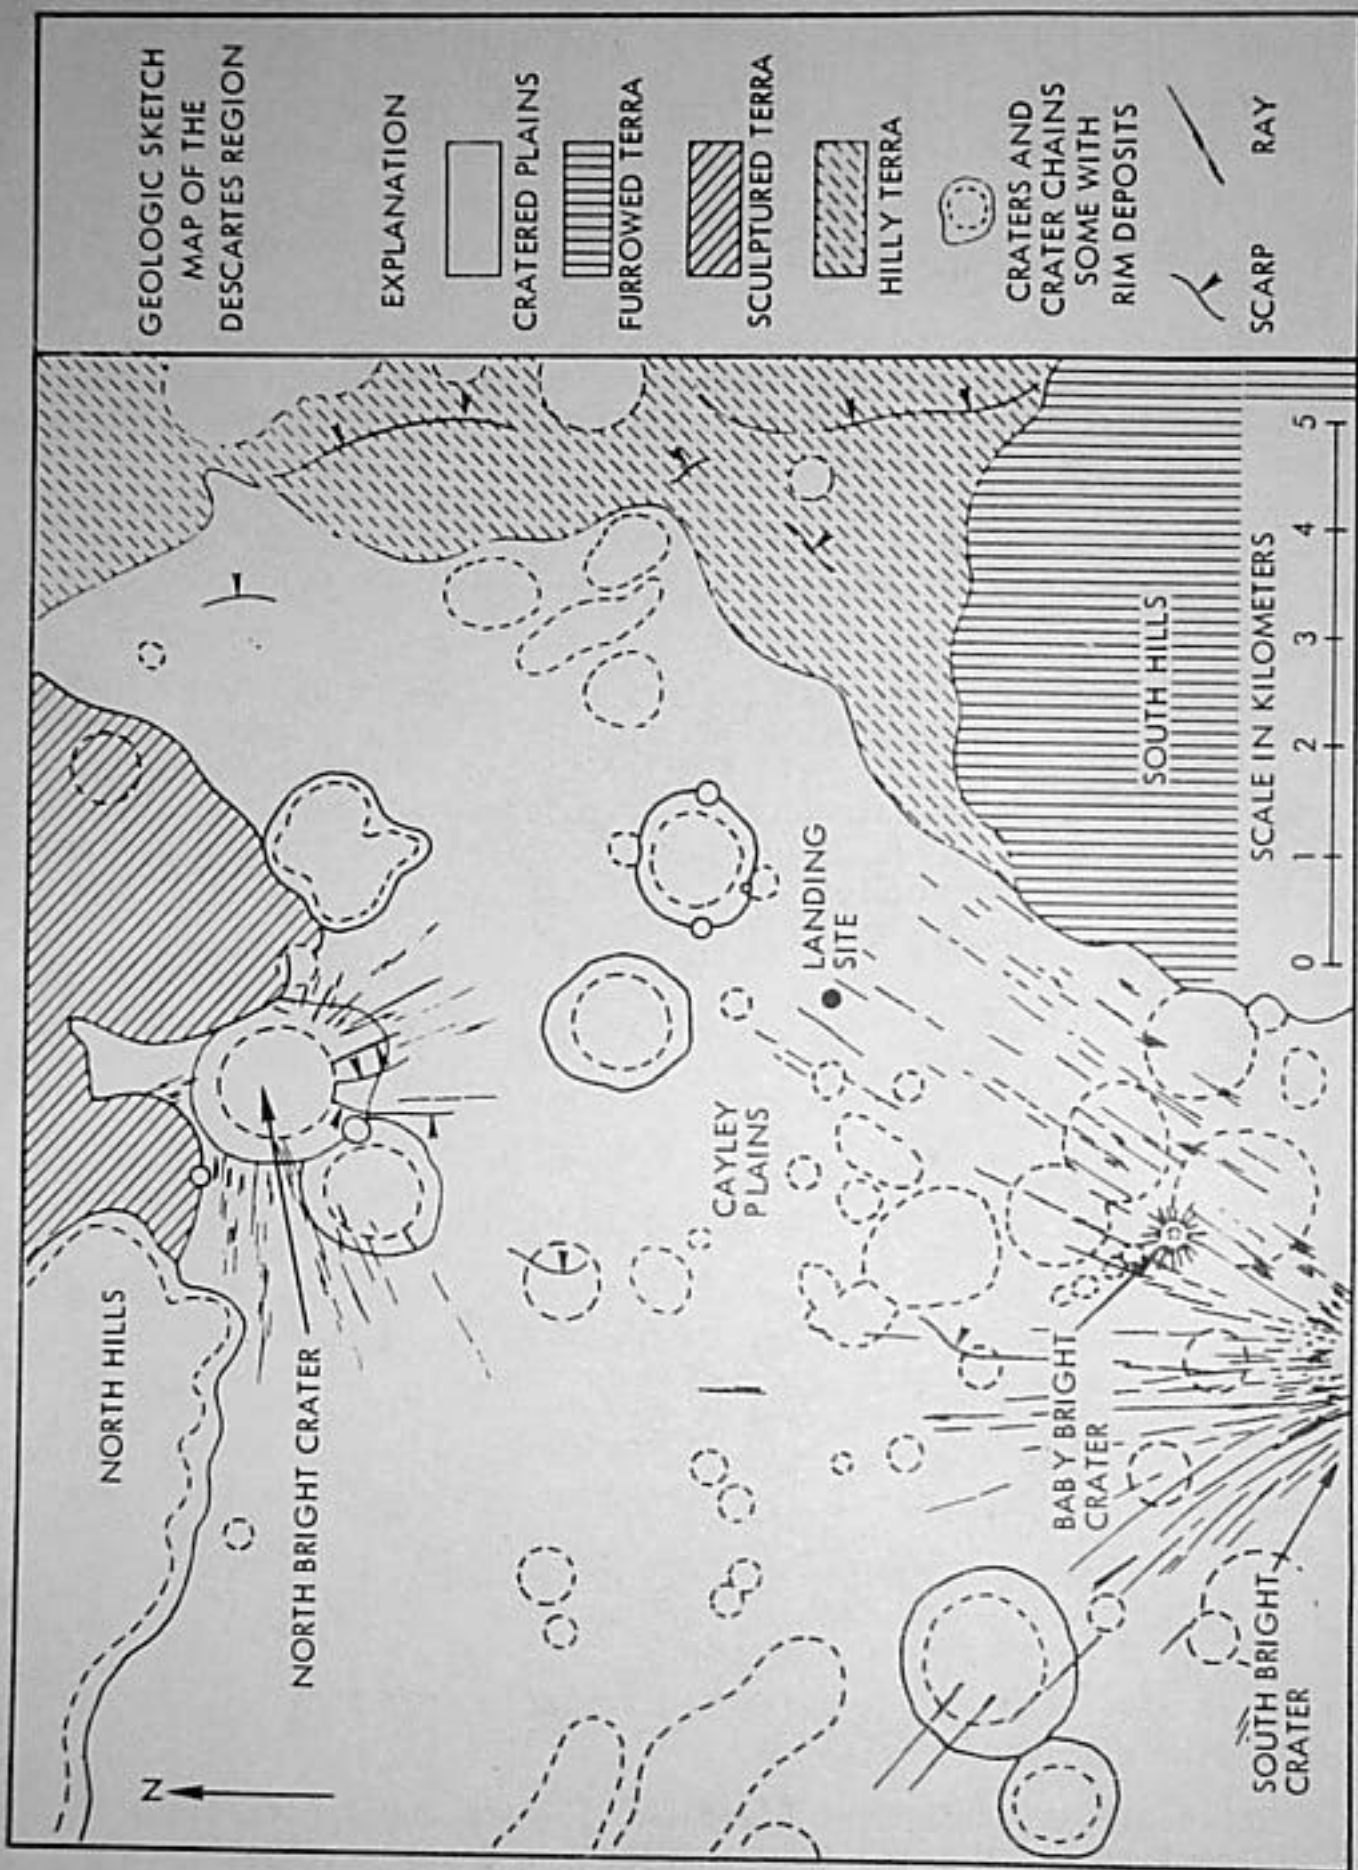 GEOLOGIC SKETCH
MAP OF THE
DESCARTES REGION
EXPLANATION
CRATERED PLAINS
FURROWED TERRA
SCULPTURED TERRA
HILLY TERRA
CRATERS AND
CRATER CHAINS
SOME WITH
RIM DEPOSITS
SCARP
RAY
N
NORTH HILLS
NORTH BRIGHT CRATER
CAYLEY
PLAINS
LANDING
SITE
BABY BRIGHT
CRATER
SOUTH BRIGHT
CRATER
SOUTH HILLS
SCALE IN KILOMETERS
0 1 2 3 4 5